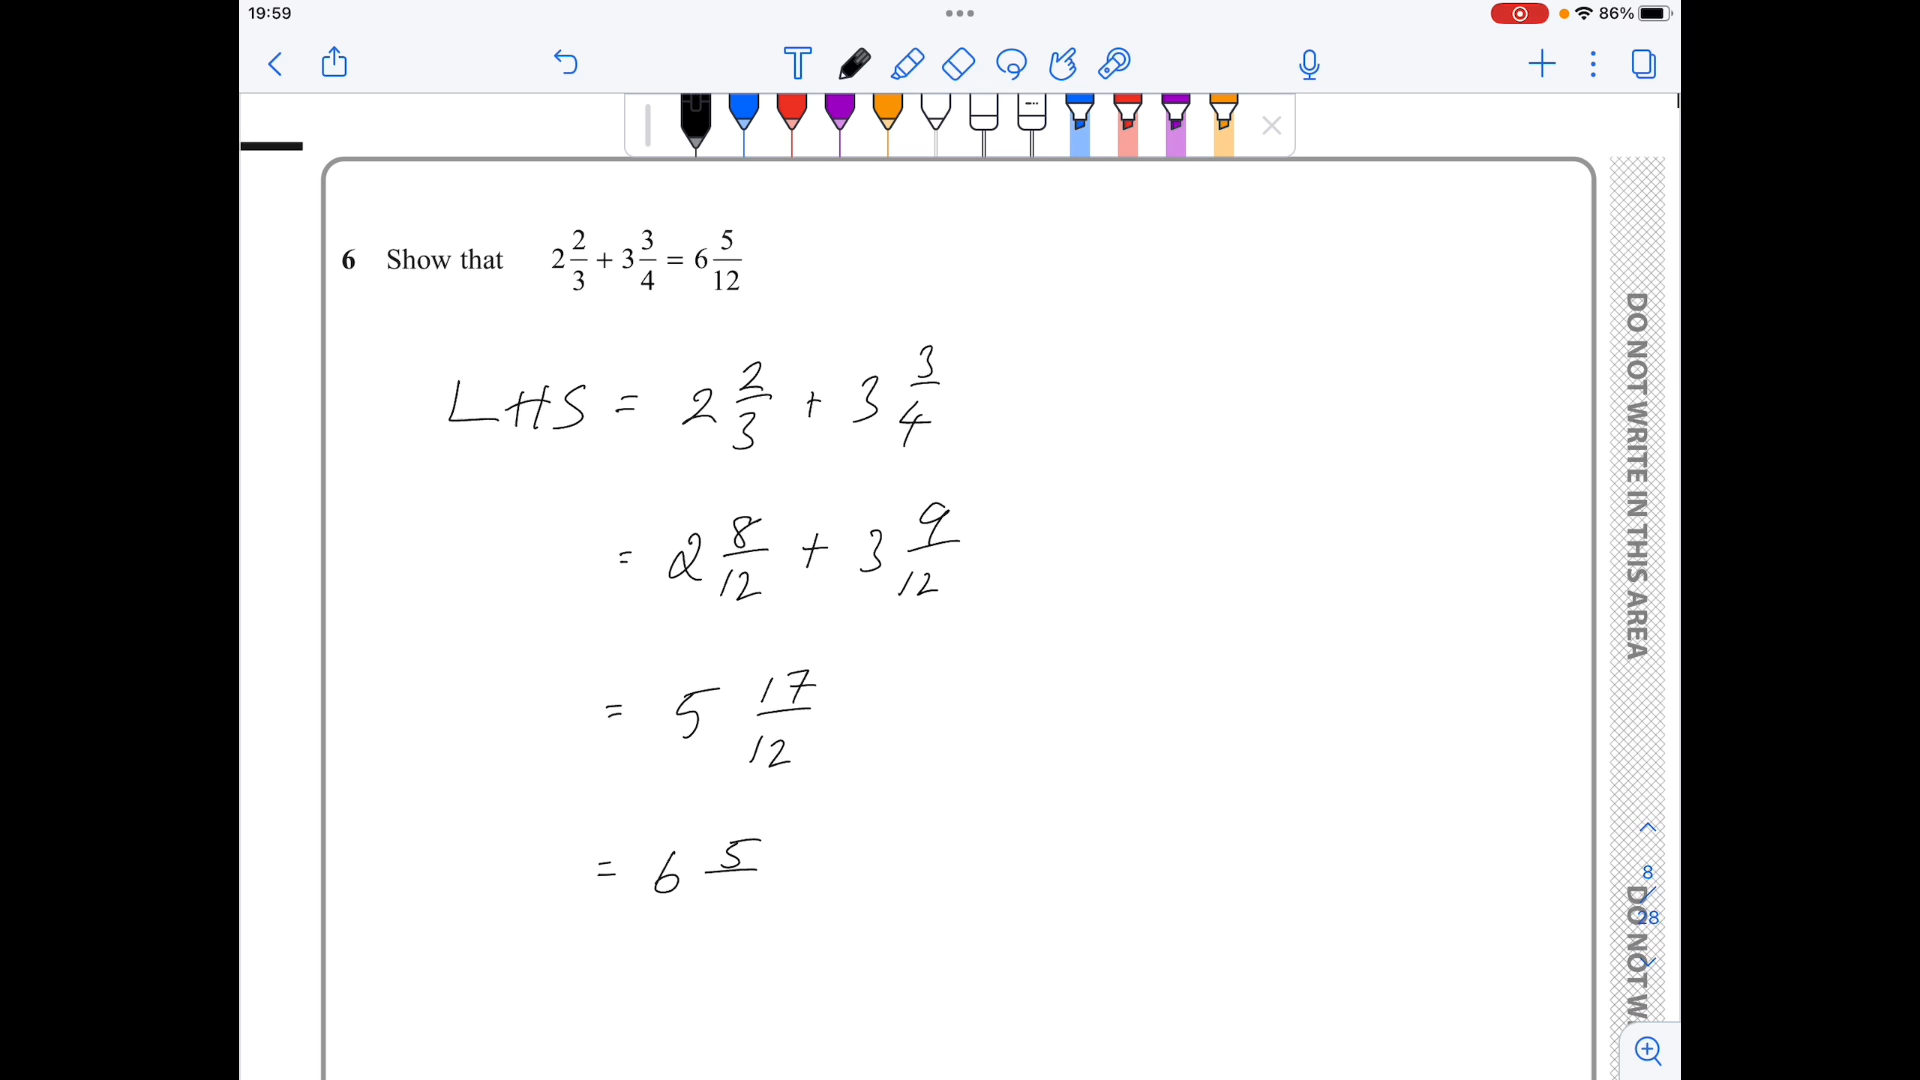 19:59
86%
6 Show that 2 2/3 + 3 3/4 = 6 5/12
LHS = 2 2/3 + 3 3/4
= 2 8/12 + 3 9/12
= 5 17/12
= 6 5/
DO NOT WRITE IN THIS AREA
8
28
DO NOT W